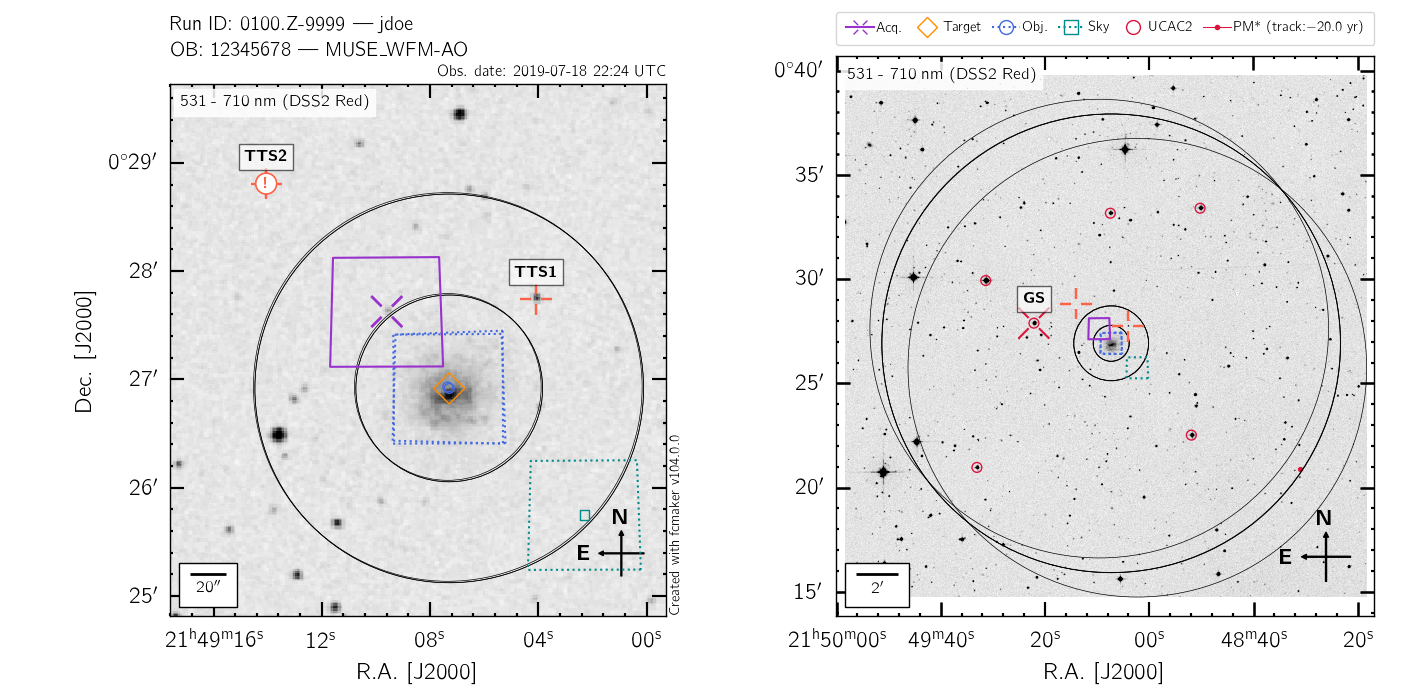 Run ID: 0100.Z-9999 — jdoe
OB: 12345678 — MUSE_WFM-AO
Obs. date: 2019-07-18 22:24 UTC
531 - 710 nm (DSS2 Red)
TTS2
!
TTS1
0°29′
28′
27′
26′
25′
Dec. [J2000]
N
E
20″
Created with fcmaker v104.0.0
21ʰ49ᵐ16ˢ
12ˢ
08ˢ
04ˢ
00ˢ
R.A. [J2000]
Acq.
Target
Obj.
Sky
UCAC2
PM* (track:−20.0 yr)
531 - 710 nm (DSS2 Red)
0°40′
35′
30′
25′
20′
15′
GS
N
E
2′
21ʰ50ᵐ00ˢ
49ᵐ40ˢ
20ˢ
00ˢ
48ᵐ40ˢ
20ˢ
R.A. [J2000]